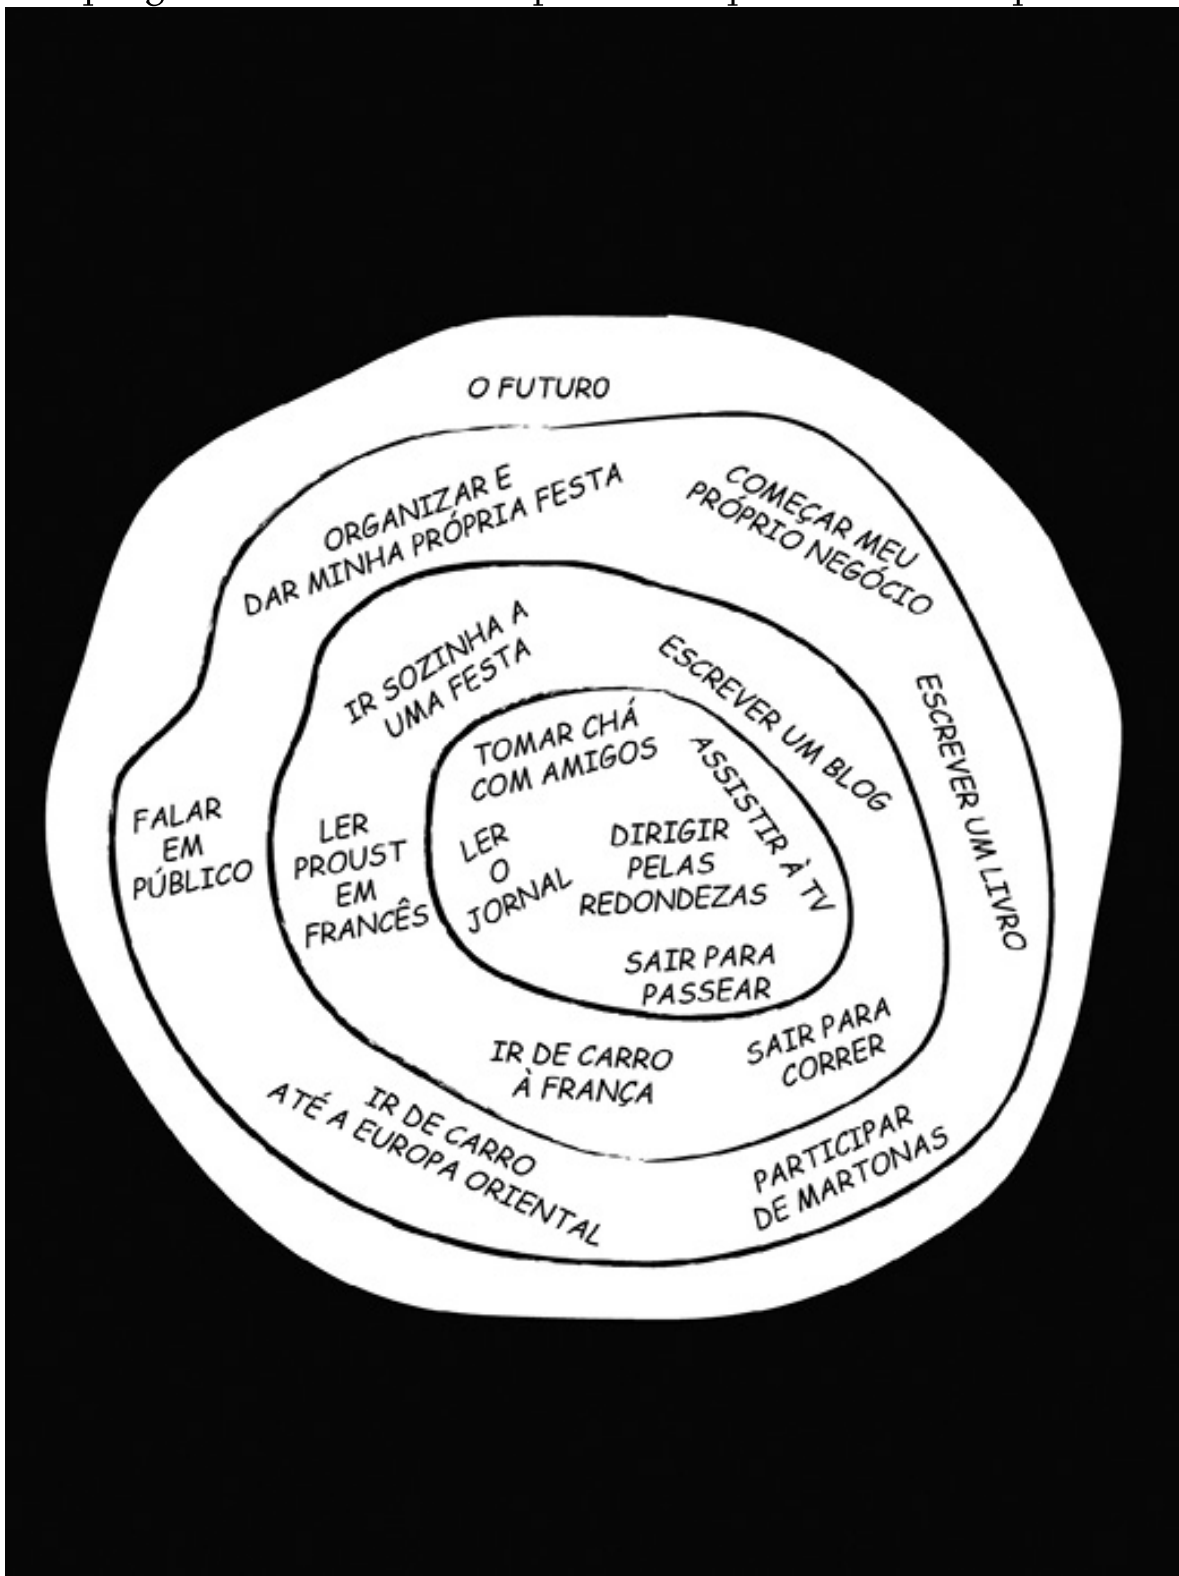 O FUTURO
ORGANIZAR E
DAR MINHA PRÓPRIA FESTA
COMEÇAR MEU
PRÓPRIO NEGÓCIO
IR SOZINHA A
UMA FESTA
ESCREVER UM BLOG
ESCREVER UM LIVRO
TOMAR CHÁ
COM AMIGOS
ASSISTIR À TV
FALAR
EM
PÚBLICO
LER
PROUST
EM
FRANCÊS
LER
O
JORNAL
DIRIGIR
PELAS
REDONDEZAS
SAIR PARA
PASSEAR
IR DE CARRO
À FRANÇA
SAIR PARA
CORRER
IR DE CARRO
ATÉ A EUROPA ORIENTAL
PARTICIPAR
DE MARTONAS